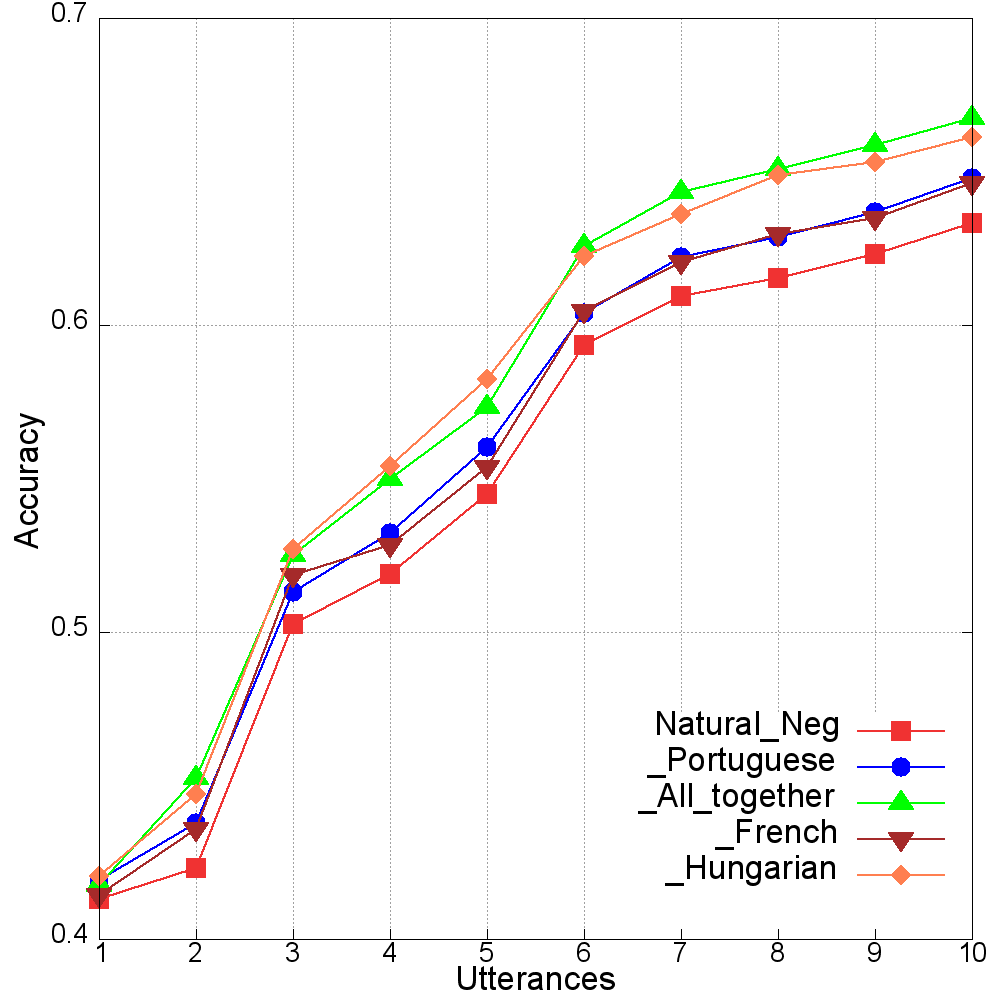 0.7
0.6
0.5
0.4
Accuracy
Natural_Neg
_Portuguese
_All_together
_French
_Hungarian
1 2 3 4 5 6 7 8 9 10
Utterances